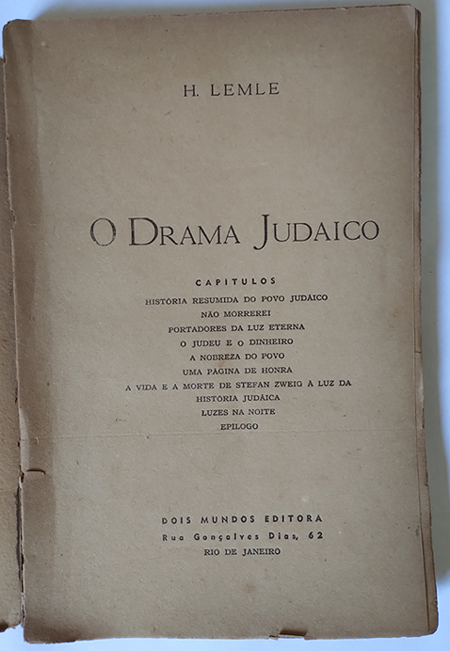 H. LEMLE
O DRAMA JUDAICO
CAPITULOS
HISTÓRIA RESUMIDA DO POVO JUDÁICO
NÃO MORREREI
PORTADORES DA LUZ ETERNA
O JUDEU E O DINHEIRO
A NOBREZA DO POVO
UMA PÁGINA DE HONRA
A VIDA E A MORTE DE STEFAN ZWEIG À LUZ DA
HISTÓRIA JUDÁICA
LUZES NA NOITE
EPÍLOGO
DOIS MUNDOS EDITORA
Rua Gonçalves Dias, 62
RIO DE JANEIRO